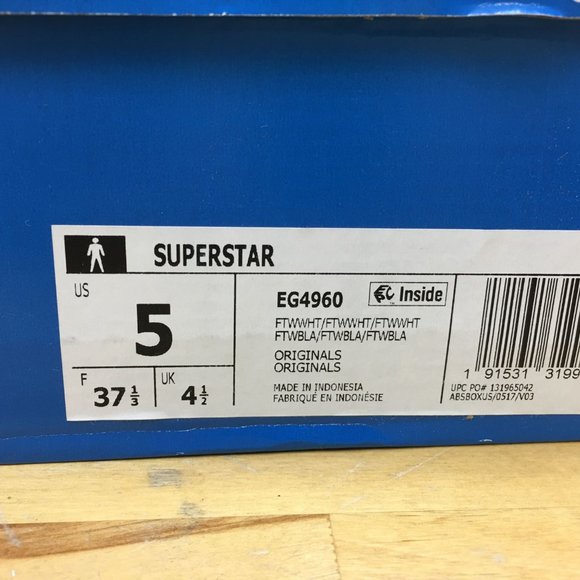 SUPERSTAR
US
5
F
37 1/3
UK
4 1/2
EG4960
Inside
FTWWHT/FTWWHT/FTWWHT
FTWBLA/FTWBLA/FTWBLA
ORIGINALS
ORIGINALS
MADE IN INDONESIA
FABRIQUÉ EN INDONÉSIE
1 91531 3199
UPC PO# 131965042
ABSBOXUS/0517/V03